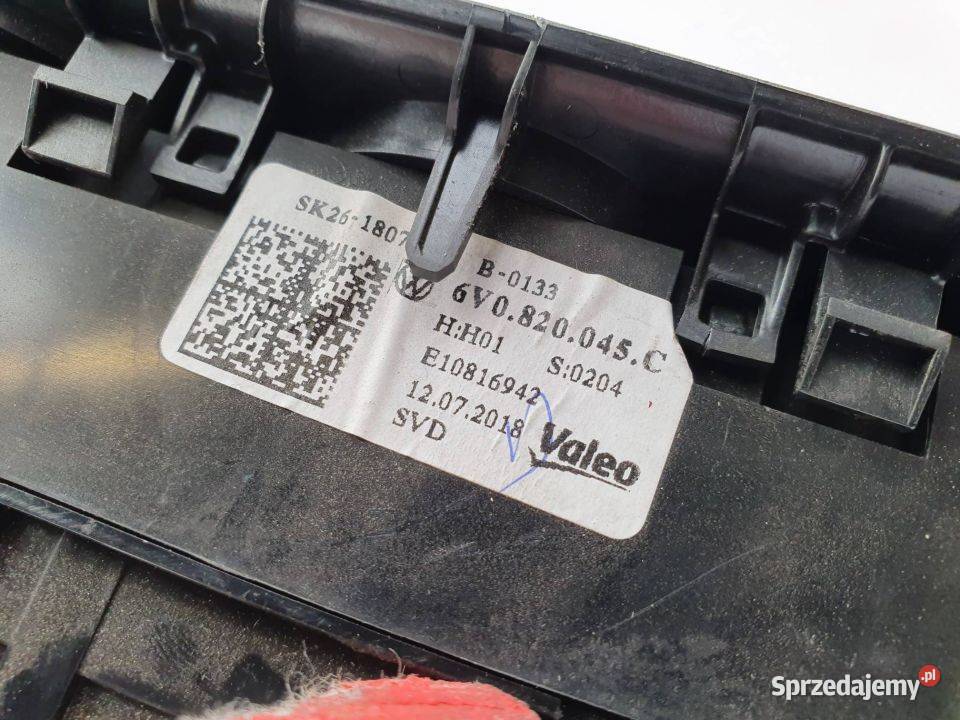 SK26-1807
B-0133
6V0.820.045.C
H:H01 S:0204
E10816942
12.07.2018
SVD
Valeo
Sprzedajemy.pl